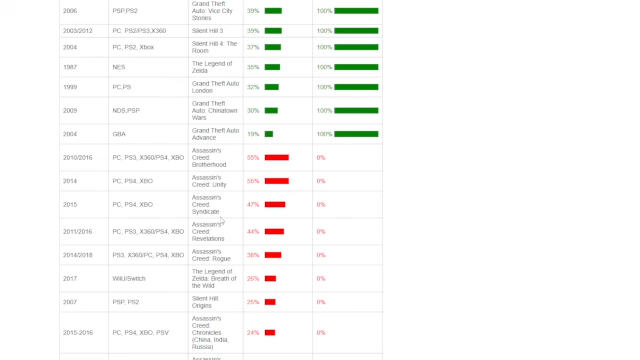 2006 PSP,PS2 Grand Theft Auto: Vice City Stories 39% 100%
2003/2012 PC, PS2/PS3,X360 Silent Hill 3 39% 100%
2004 PC, PS2, Xbox Silent Hill 4: The Room 37% 100%
1987 NES The Legend of Zelda 35% 100%
1999 PC,PS Grand Theft Auto London 32% 100%
2009 NDS,PSP Grand Theft Auto: Chinatown Wars 30% 100%
2004 GBA Grand Theft Auto Advance 19% 100%
2010/2016 PC, PS3, X360/PS4, XBO Assassin's Creed: Brotherhood 55% 0%
2014 PC, PS4, XBO Assassin's Creed: Unity 55% 0%
2015 PC, PS4, XBO Assassin's Creed: Syndicate 47% 0%
2011/2016 PC, PS3, X360/PS4, XBO Assassin's Creed: Revelations 44% 0%
2014/2018 PS3, X360/PC, PS4, XBO Assassin's Creed: Rogue 38% 0%
2017 WiiU/Switch The Legend of Zelda: Breath of the Wild 26% 0%
2007 PSP, PS2 Silent Hill: Origins 25% 0%
2015-2016 PC, PS4, XBO, PSV Assassin's Creed: Chronicles (China, India, Russia) 24% 0%
Assassin's